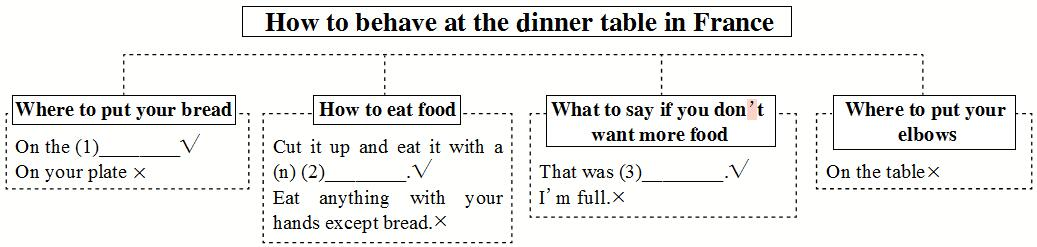 How to behave at the dinner table in France
Where to put your bread
On the (1)________√
On your plate ×
How to eat food
Cut it up and eat it with a
(n) (2)________.√
Eat anything with your
hands except bread.×
What to say if you don’t
want more food
That was (3)________.√
I’m full.×
Where to put your
elbows
On the table×